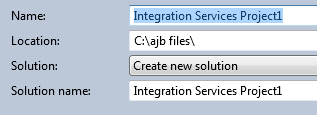 Name: Integration Services Project1
Location: C:\ajb files\
Solution: Create new solution
Solution name: Integration Services Project1